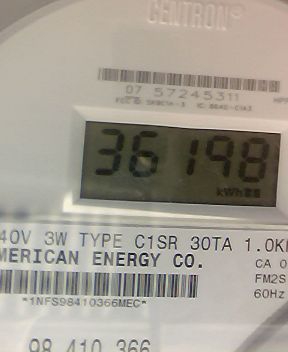 CENTRON®
07 57245311
36198
kWh
40V 3W TYPE C1SR 30TA 1.0K
MERICAN ENERGY CO.
CA 0
FM2S
60Hz
*1NFS98410366MEC*
98 410 366